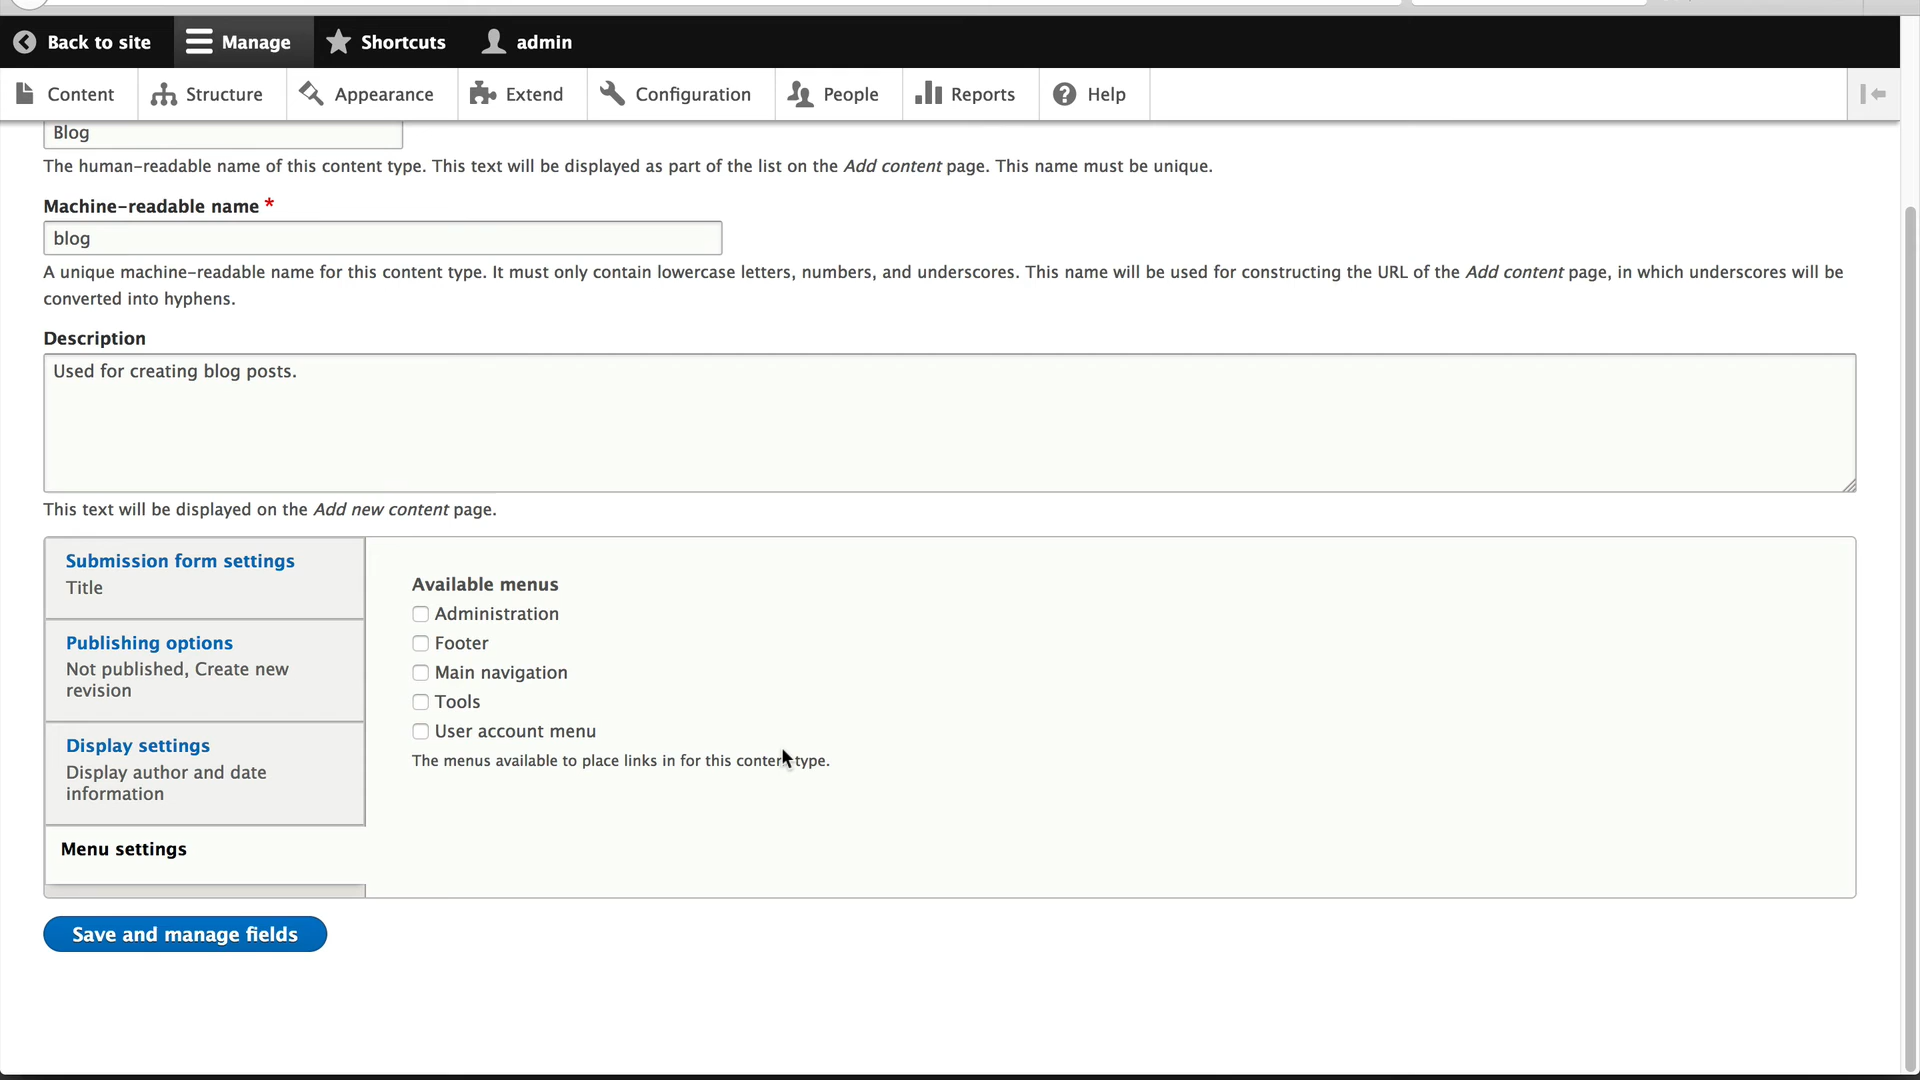 Back to site Manage Shortcuts admin
Content Structure Appearance Extend Configuration People Reports Help
Blog
The human-readable name of this content type. This text will be displayed as part of the list on the Add content page. This name must be unique.
Machine-readable name *
blog
A unique machine-readable name for this content type. It must only contain lowercase letters, numbers, and underscores. This name will be used for constructing the URL of the Add content page, in which underscores will be
converted into hyphens.
Description
Used for creating blog posts.
This text will be displayed on the Add new content page.
Submission form settings
Title
Publishing options
Not published, Create new
revision
Display settings
Display author and date
information
Menu settings
Available menus
Administration
Footer
Main navigation
Tools
User account menu
The menus available to place links in for this content type.
Save and manage fields